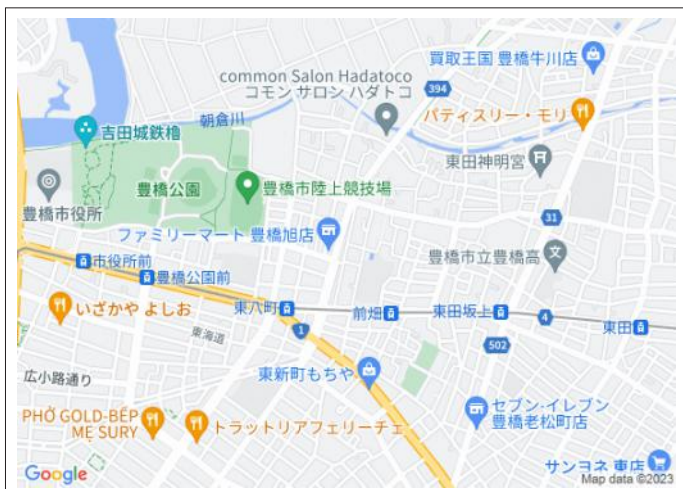 買取王国 豊橋牛川店
common Salon Hadatoco
コモン サロン ハダトコ
394
朝倉川
パティスリー・モリ
吉田城鉄櫓
東田神明宮
豊橋公園
豊橋市陸上競技場
豊橋市役所
31
ファミリーマート 豊橋旭店
豊橋市立豊橋高
市役所前
豊橋公園前
いざかや よしお
東八町
前畑
東田坂上
4
東田
東海道
1
502
広小路通り
東新町もちや
セブン-イレブン
豊橋老松町店
PHỞ GOLD-BẾP
MẸ SURY
トラットリアフェリーチェ
サンヨネ 東店
Google
Map data ©2023